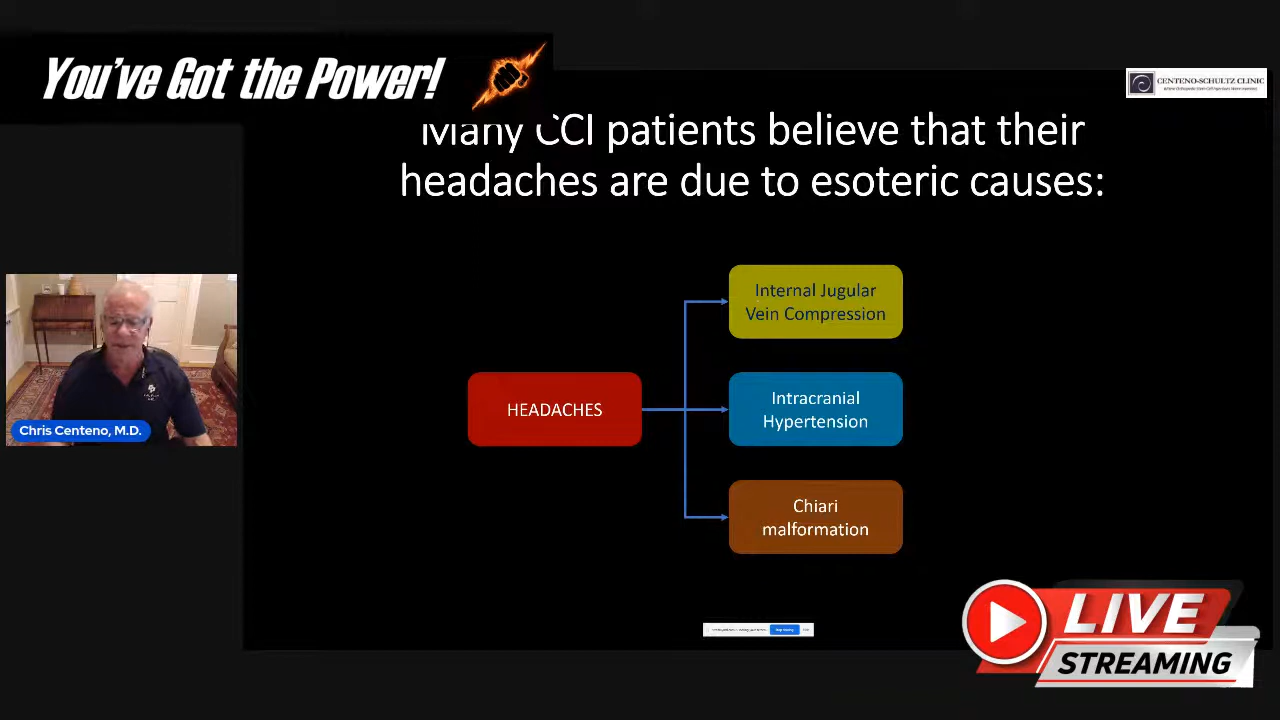 You've Got the Power!
CENTENO-SCHULTZ CLINIC
Many CCI patients believe that their
headaches are due to esoteric causes:
Internal Jugular
Vein Compression
HEADACHES
Intracranial
Hypertension
Chiari
malformation
Chris Centeno, M.D.
LIVE
STREAMING